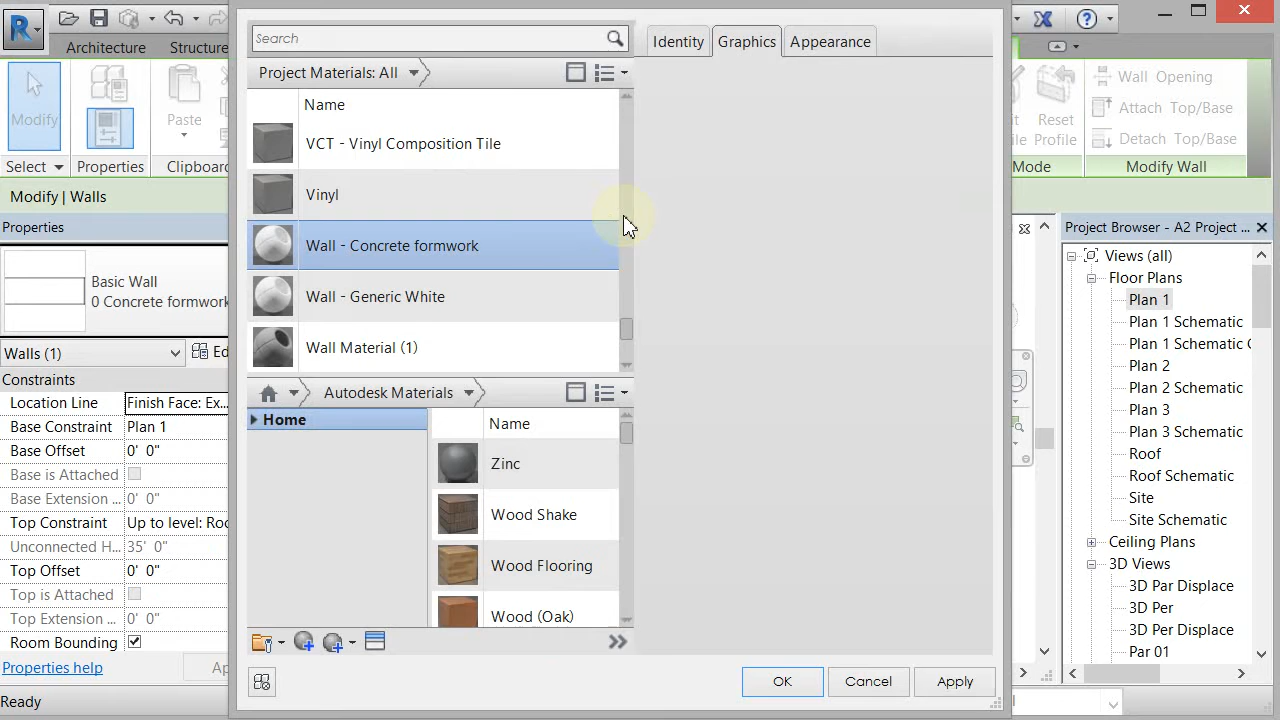 R
Architecture
Structure
Modify
Select
Properties
Paste
Clipboard
Modify | Walls
Properties
Basic Wall
0 Concrete formwork
Walls (1)
Ed
Constraints
Location Line
Finish Face: Ex...
Base Constraint
Plan 1
Base Offset
0' 0"
Base is Attached
Base Extension ...
0' 0"
Top Constraint
Up to level: Roo
Unconnected H...
35' 0"
Top Offset
0' 0"
Top is Attached
Top Extension ...
0' 0"
Room Bounding
Properties help
Ap
Ready
Search
Project Materials: All
Name
VCT - Vinyl Composition Tile
Vinyl
Wall - Concrete formwork
Wall - Generic White
Wall Material (1)
Autodesk Materials
Home
Name
Zinc
Wood Shake
Wood Flooring
Wood (Oak)
Identity
Graphics
Appearance
OK
Cancel
Apply
Wall Opening
Attach Top/Base
Detach Top/Base
Reset
Profile
Mode
Modify Wall
Project Browser - A2 Project ...
Views (all)
Floor Plans
Plan 1
Plan 1 Schematic
Plan 1 Schematic C
Plan 2
Plan 2 Schematic
Plan 3
Plan 3 Schematic
Roof
Roof Schematic
Site
Site Schematic
Ceiling Plans
3D Views
3D Par Displace
3D Per
3D Per Displace
Par 01